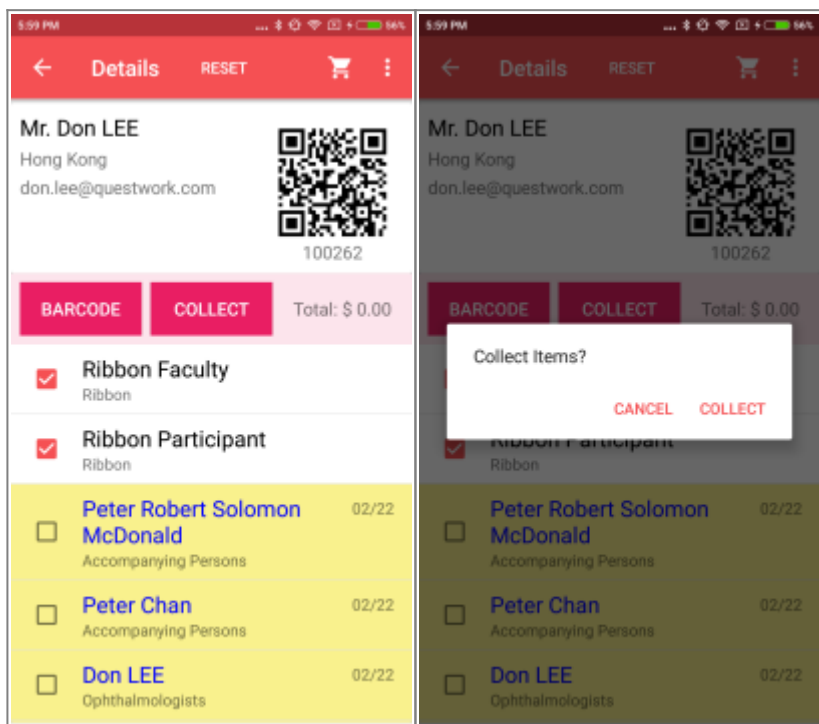 5:59 PM
... 56%
Details RESET
Mr. Don LEE
Hong Kong
don.lee@questwork.com
100262
BARCODE COLLECT Total: $ 0.00
Ribbon Faculty
Ribbon
Ribbon Participant
Ribbon
Peter Robert Solomon 02/22
McDonald
Accompanying Persons
Peter Chan 02/22
Accompanying Persons
Don LEE 02/22
Ophthalmologists
5:59 PM
... 56%
Details RESET
Mr. Don LEE
Hong Kong
don.lee@questwork.com
100262
BARCODE COLLECT Total: $ 0.00
Collect Items?
CANCEL COLLECT
Ribbon Participant
Ribbon
Peter Robert Solomon 02/22
McDonald
Accompanying Persons
Peter Chan 02/22
Accompanying Persons
Don LEE 02/22
Ophthalmologists